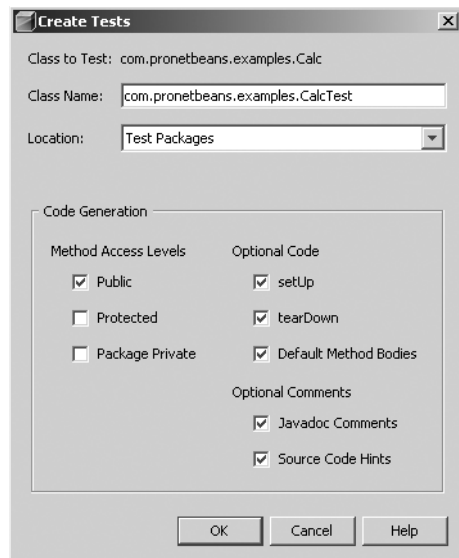 Create Tests
Class to Test: com.pronetbeans.examples.Calc
Class Name: com.pronetbeans.examples.CalcTest
Location: Test Packages
Code Generation
Method Access Levels
Public
Protected
Package Private
Optional Code
setUp
tearDown
Default Method Bodies
Optional Comments
Javadoc Comments
Source Code Hints
OK Cancel Help